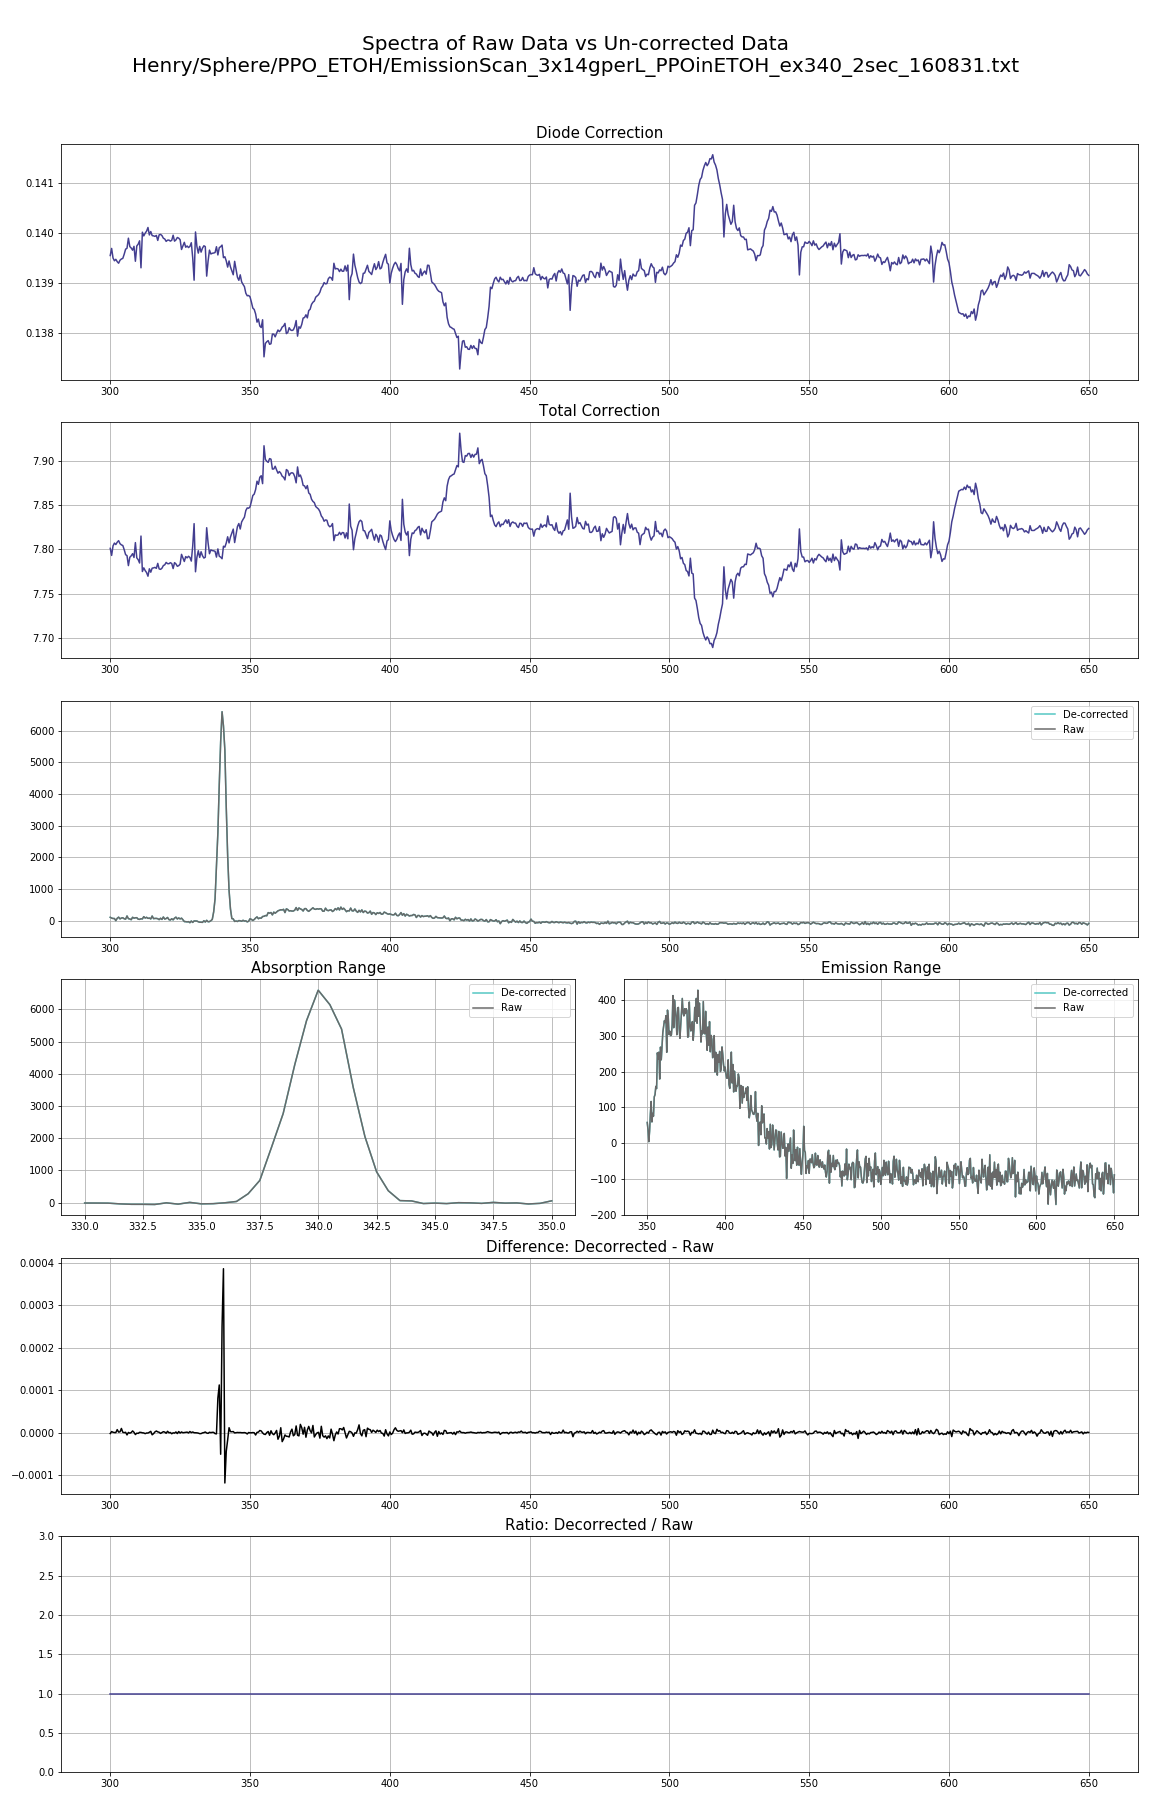 Spectra of Raw Data vs Un-corrected Data
Henry/Sphere/PPO_ETOH/EmissionScan_3x14gperL_PPOinETOH_ex340_2sec_160831.txt
Diode Correction
0.141
0.140
0.139
0.138
300 350 400 450 500 550 600 650
Total Correction
7.90
7.85
7.80
7.75
7.70
300 350 400 450 500 550 600 650
De-corrected
Raw
6000
5000
4000
3000
2000
1000
0
300 350 400 450 500 550 600 650
Absorption Range
De-corrected
Raw
6000
5000
4000
3000
2000
1000
0
330.0 332.5 335.0 337.5 340.0 342.5 345.0 347.5 350.0
Emission Range
De-corrected
Raw
400
300
200
100
0
−100
−200
350 400 450 500 550 600 650
Difference: Decorrected - Raw
0.0004
0.0003
0.0002
0.0001
0.0000
−0.0001
300 350 400 450 500 550 600 650
Ratio: Decorrected / Raw
3.0
2.5
2.0
1.5
1.0
0.5
0.0
300 350 400 450 500 550 600 650